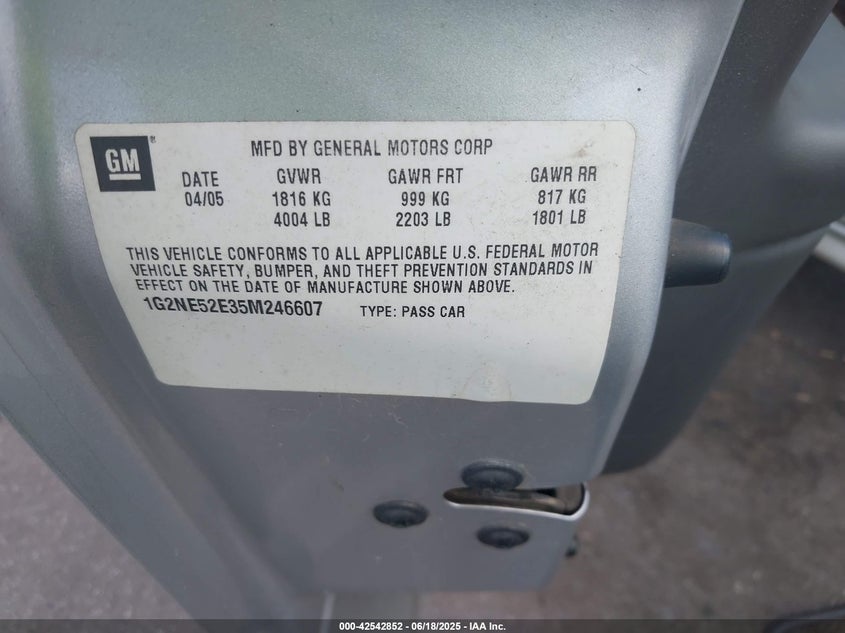 GM ®
MFD BY GENERAL MOTORS CORP
DATE GVWR GAWR FRT GAWR RR
04/05 1816 KG 999 KG 817 KG
4004 LB 2203 LB 1801 LB
THIS VEHICLE CONFORMS TO ALL APPLICABLE U.S. FEDERAL MOTOR
VEHICLE SAFETY, BUMPER, AND THEFT PREVENTION STANDARDS IN
EFFECT ON THE DATE OF MANUFACTURE SHOWN ABOVE.
1G2NE52E35M246607 TYPE: PASS CAR
000-42542852 - 06/18/2025 - IAA Inc.